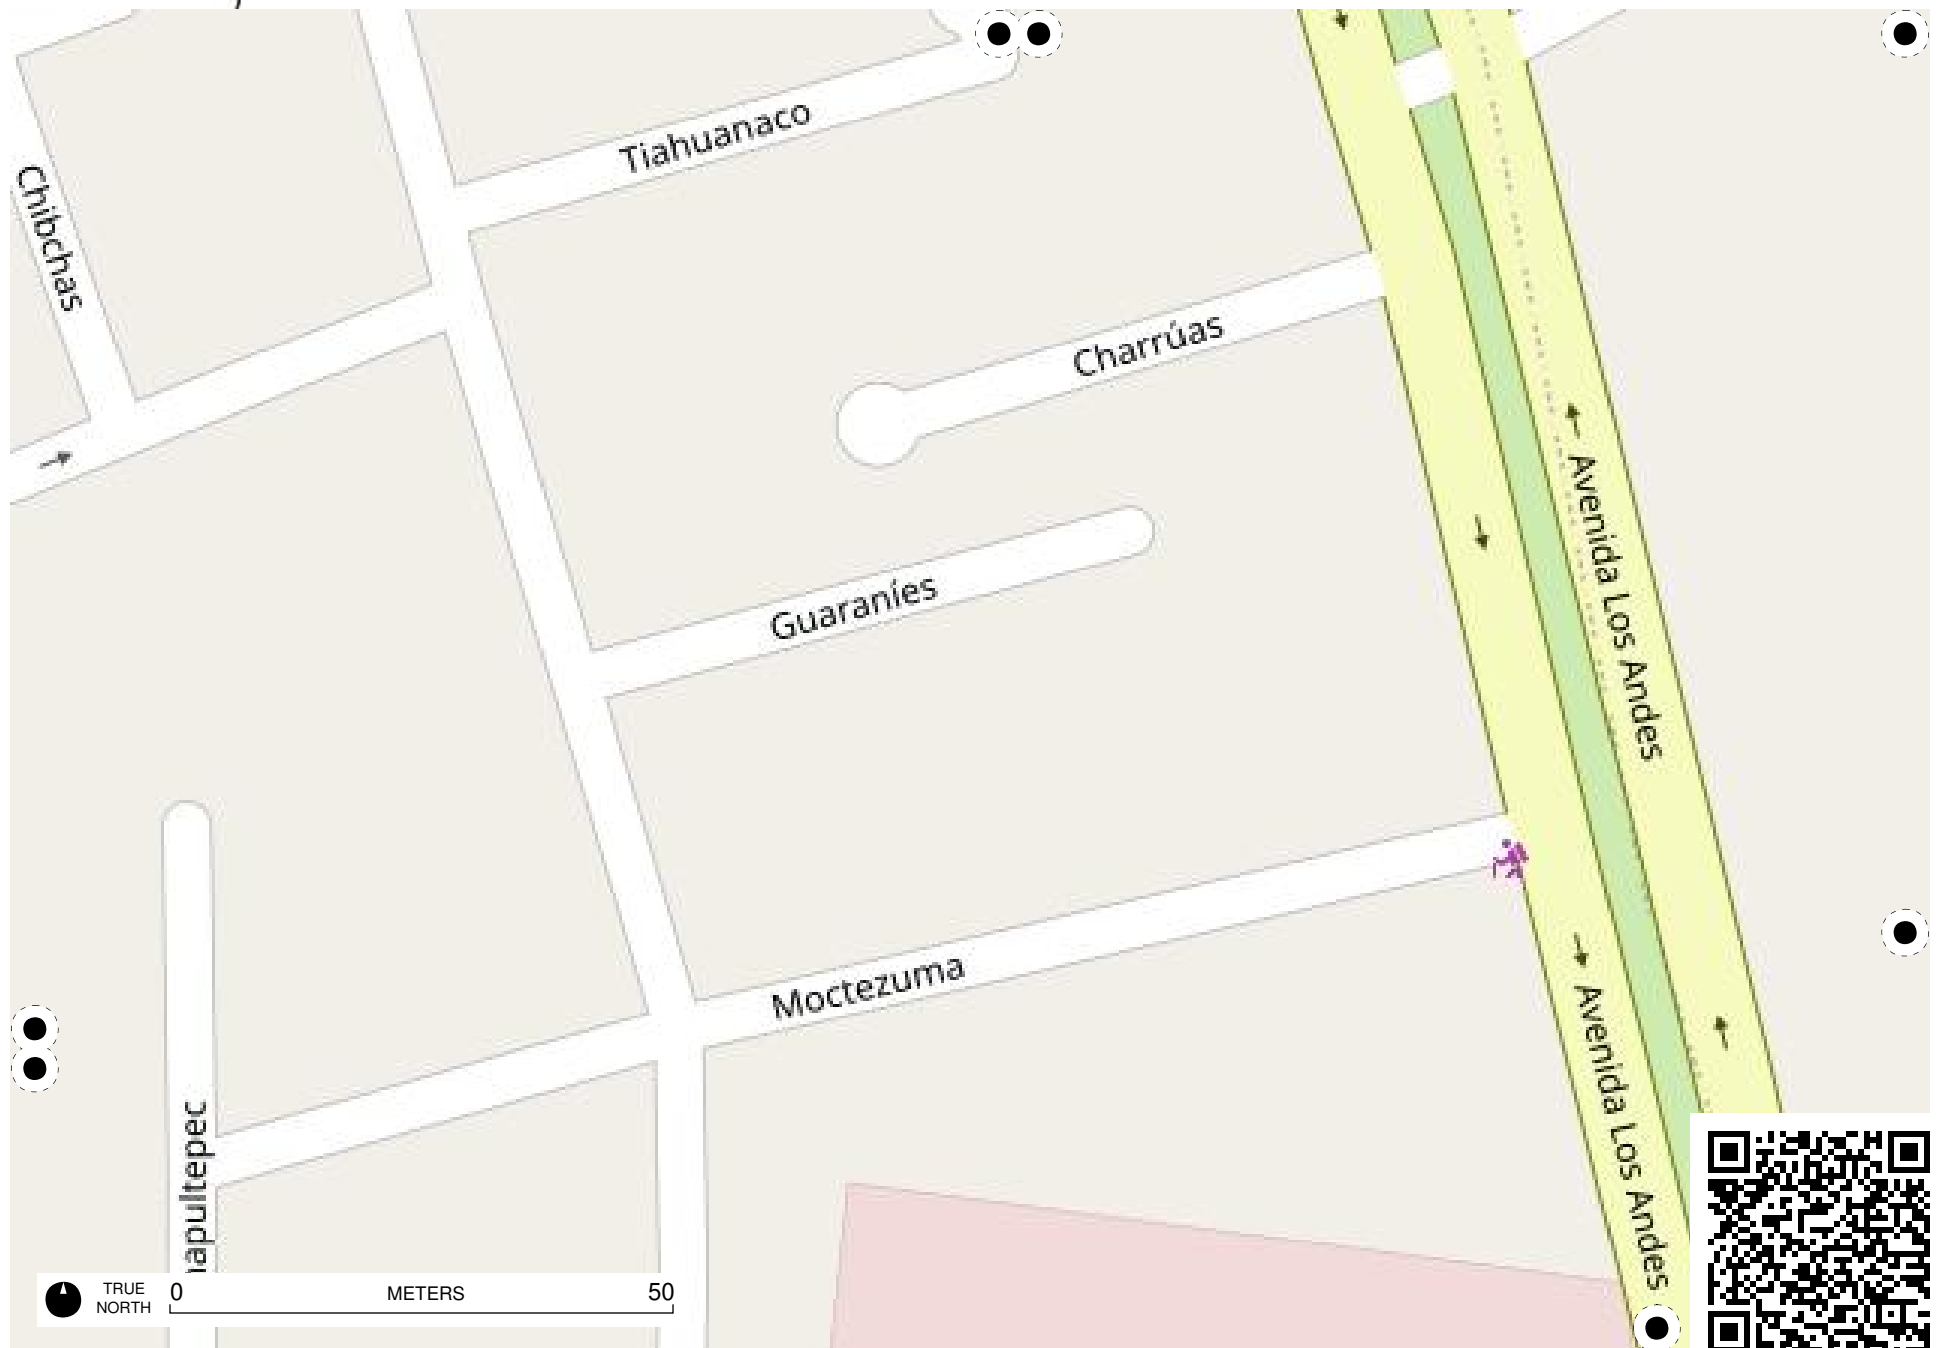 Tiahuanaco
Chibchas
Charrúas
Avenida Los Andes
Guaraníes
Moctezuma
Avenida Los Andes
apultepec
TRUE
NORTH
0
METERS
50